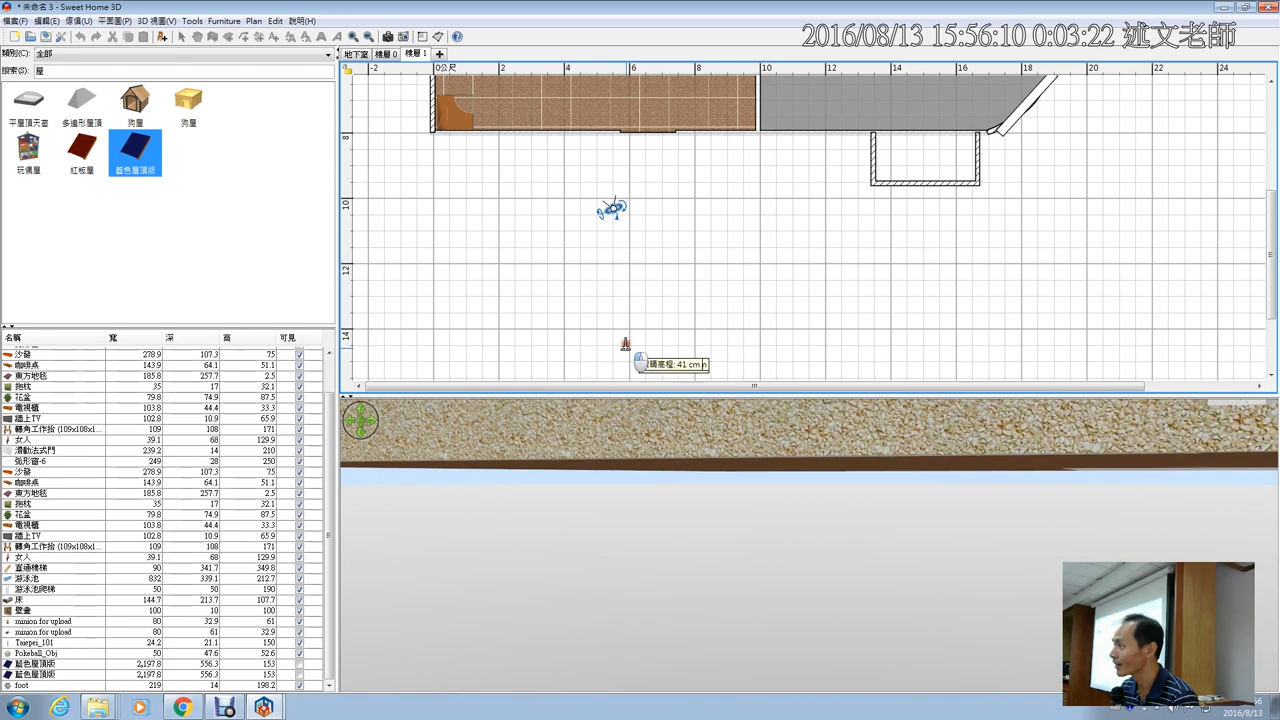 * 未命名 3 - Sweet Home 3D
檔案(F) 編輯(E) 傢俱(U) 平面圖(P) 3D 視圖(V) Tools Furniture Plan Edit 說明(H)
2016/08/13 15:56:10 0:03:22 述文老師
類別(C): 全部
搜索(S): 屋
地下室 樓層 0 樓層 1
-2 0公尺 2 4 6 8 10 12 14 16 18 20 22 24
平屋頂天窗 多邊形屋頂 狗屋 狗屋
玩偶屋 紅板屋 藍色屋頂版
8
10
12
14
高程: 41 cm
名稱 寬 深 高 可見
沙發 278.9 107.3 75
咖啡桌 143.9 64.1 51.1
東方地毯 185.8 257.7 2.5
抱枕 35 17 32.1
花盆 79.8 74.9 87.5
電視櫃 103.8 44.4 33.3
牆上TV 102.8 10.9 65.9
轉角工作抬 (109x108x1... 109 108 171
女人 39.1 68 129.9
滑動法式門 239.2 14 210
弧形窗-6 249 28 250
沙發 278.9 107.3 75
咖啡桌 143.9 64.1 51.1
東方地毯 185.8 257.7 2.5
抱枕 35 17 32.1
花盆 79.8 74.9 87.5
電視櫃 103.8 44.4 33.3
牆上TV 102.8 10.9 65.9
轉角工作抬 (109x108x1... 109 108 171
女人 39.1 68 129.9
直通樓梯 90 341.7 349.8
游泳池 832 339.1 212.7
游泳池爬梯 50 50 190
床 144.7 213.7 107.7
壁畫 100 10 100
minion for upload 80 32.9 61
minion for upload 80 61 32.9
Taiepei_101 24.2 21.1 150
Pokeball_Obj 50 47.6 52.6
藍色屋頂版 2,197.8 556.3 153
藍色屋頂版 2,197.8 556.3 153
foot 219 14 198.2
2016/8/13